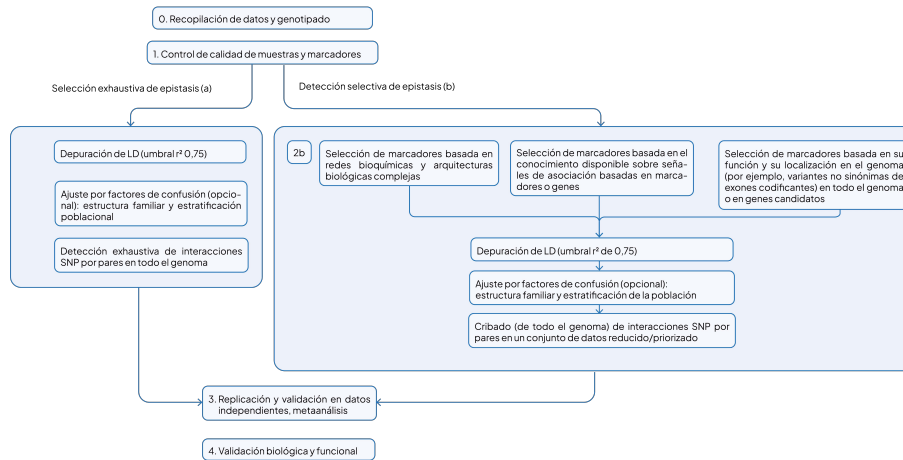 0. Recopilación de datos y genotipado
1. Control de calidad de muestras y marcadores
Selección exhaustiva de epistasis (a)
Detección selectiva de epistasis (b)
Depuración de LD (umbral r² 0,75)
Ajuste por factores de confusión (opcio-
nal): estructura familiar y estratificación
poblacional
Detección exhaustiva de interacciones
SNP por pares en todo el genoma
2b
Selección de marcadores basada en
redes bioquímicas y arquitecturas
biológicas complejas
Selección de marcadores basada en el
conocimiento disponible sobre seña-
les de asociación basadas en marca-
dores o genes
Selección de marcadores basada en su
función y su localización en el genoma
(por ejemplo, variantes no sinónimas de
exones codificantes) en todo el genoma
o en genes candidatos
Depuración de LD (umbral r² de 0,75)
Ajuste por factores de confusión (opcional):
estructura familiar y estratificación de la población
Cribado (de todo el genoma) de interacciones SNP por
pares en un conjunto de datos reducido/priorizado
3. Replicación y validación en datos
independientes, metaanálisis
4. Validación biológica y funcional